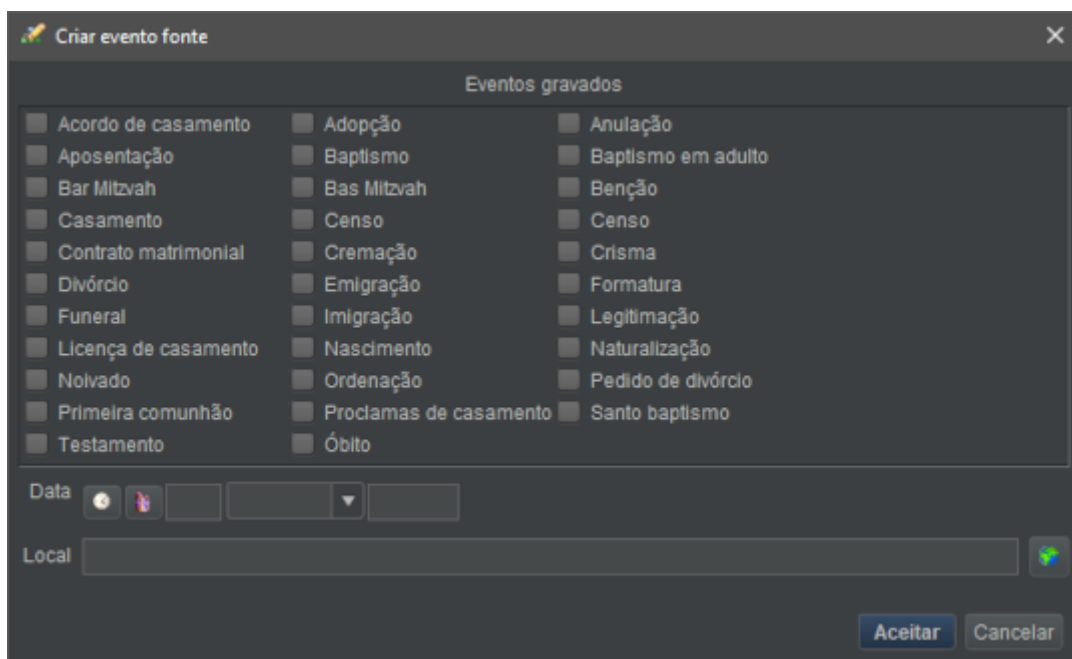 Criar evento fonte
Eventos gravados
Acordo de casamento Adopção Anulação
Aposentação Baptismo Baptismo em adulto
Bar Mitzvah Bas Mitzvah Benção
Casamento Censo Censo
Contrato matrimonial Cremação Crisma
Divórcio Emigração Formatura
Funeral Imigração Legitimação
Licença de casamento Nascimento Naturalização
Noivado Ordenação Pedido de divórcio
Primeira comunhão Proclamas de casamento Santo baptismo
Testamento Óbito
Data
Local
Aceitar Cancelar